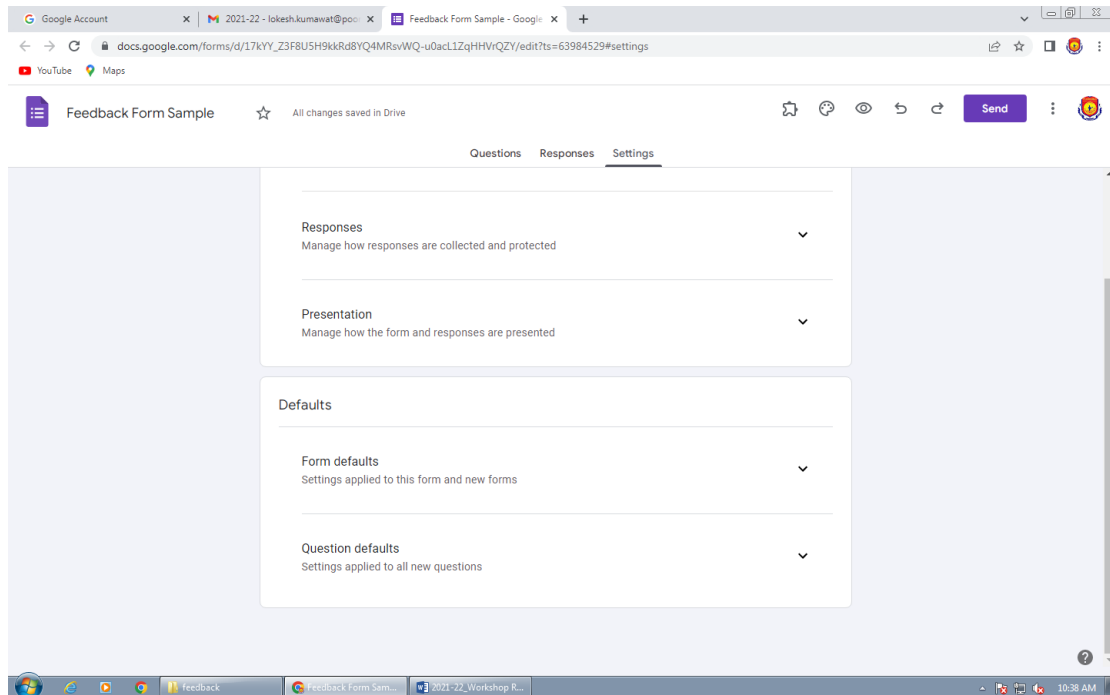 Google Account
2021-22 - lokesh.kumawat@poo
Feedback Form Sample - Google
docs.google.com/forms/d/17kYY_Z3F8U5H9kkRd8YQ4MRsvWQ-u0acL1ZqHHVrQZY/edit?ts=63984529#settings
YouTube Maps
Feedback Form Sample All changes saved in Drive Send
Questions Responses Settings
Responses
Manage how responses are collected and protected
Presentation
Manage how the form and responses are presented
Defaults
Form defaults
Settings applied to this form and new forms
Question defaults
Settings applied to all new questions
feedback
Feedback Form Sam...
2021-22_Workshop R...
10:38 AM